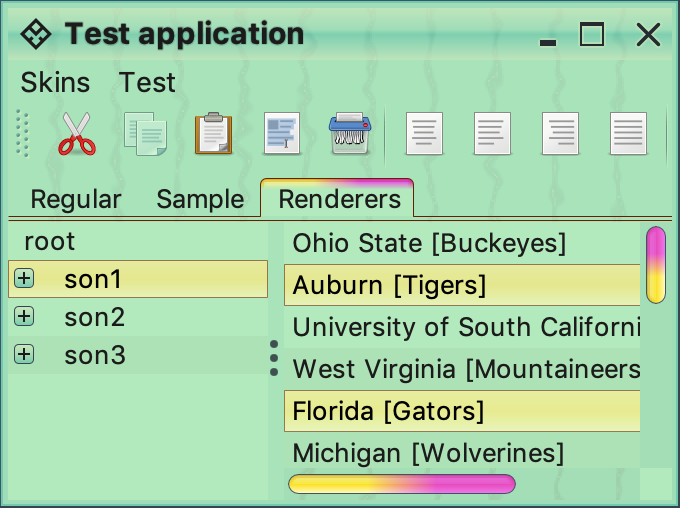 Test application
Skins Test
Regular Sample Renderers
root
son1
son2
son3
Ohio State [Buckeyes]
Auburn [Tigers]
University of South Californi
West Virginia [Mountaineers
Florida [Gators]
Michigan [Wolverines]